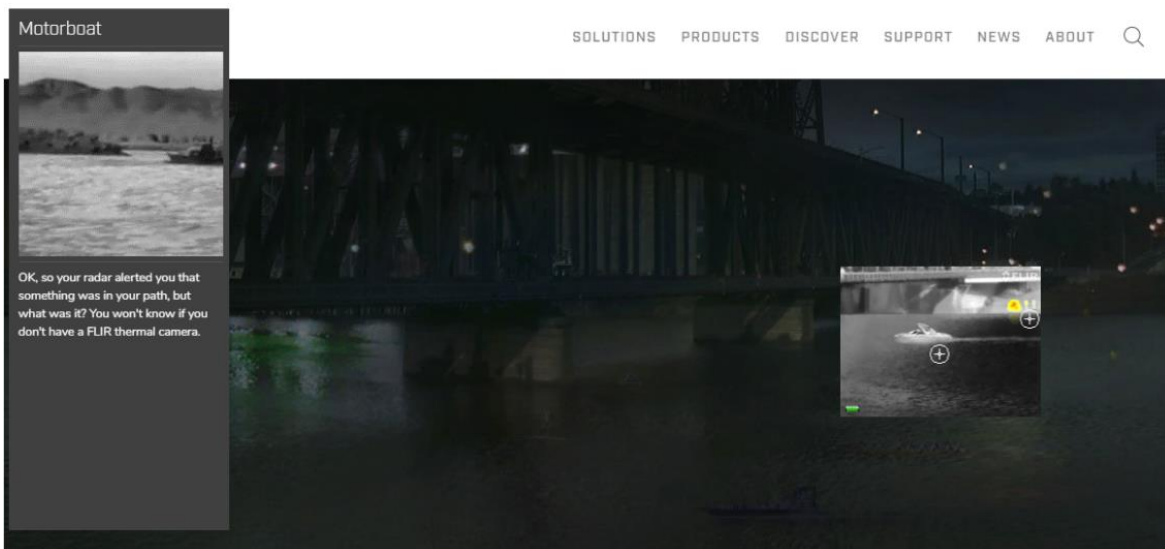 Motorboat
SOLUTIONS PRODUCTS DISCOVER SUPPORT NEWS ABOUT
OK, so your radar alerted you that
something was in your path, but
what was it? You won't know if you
don't have a FLIR thermal camera.
FLIR